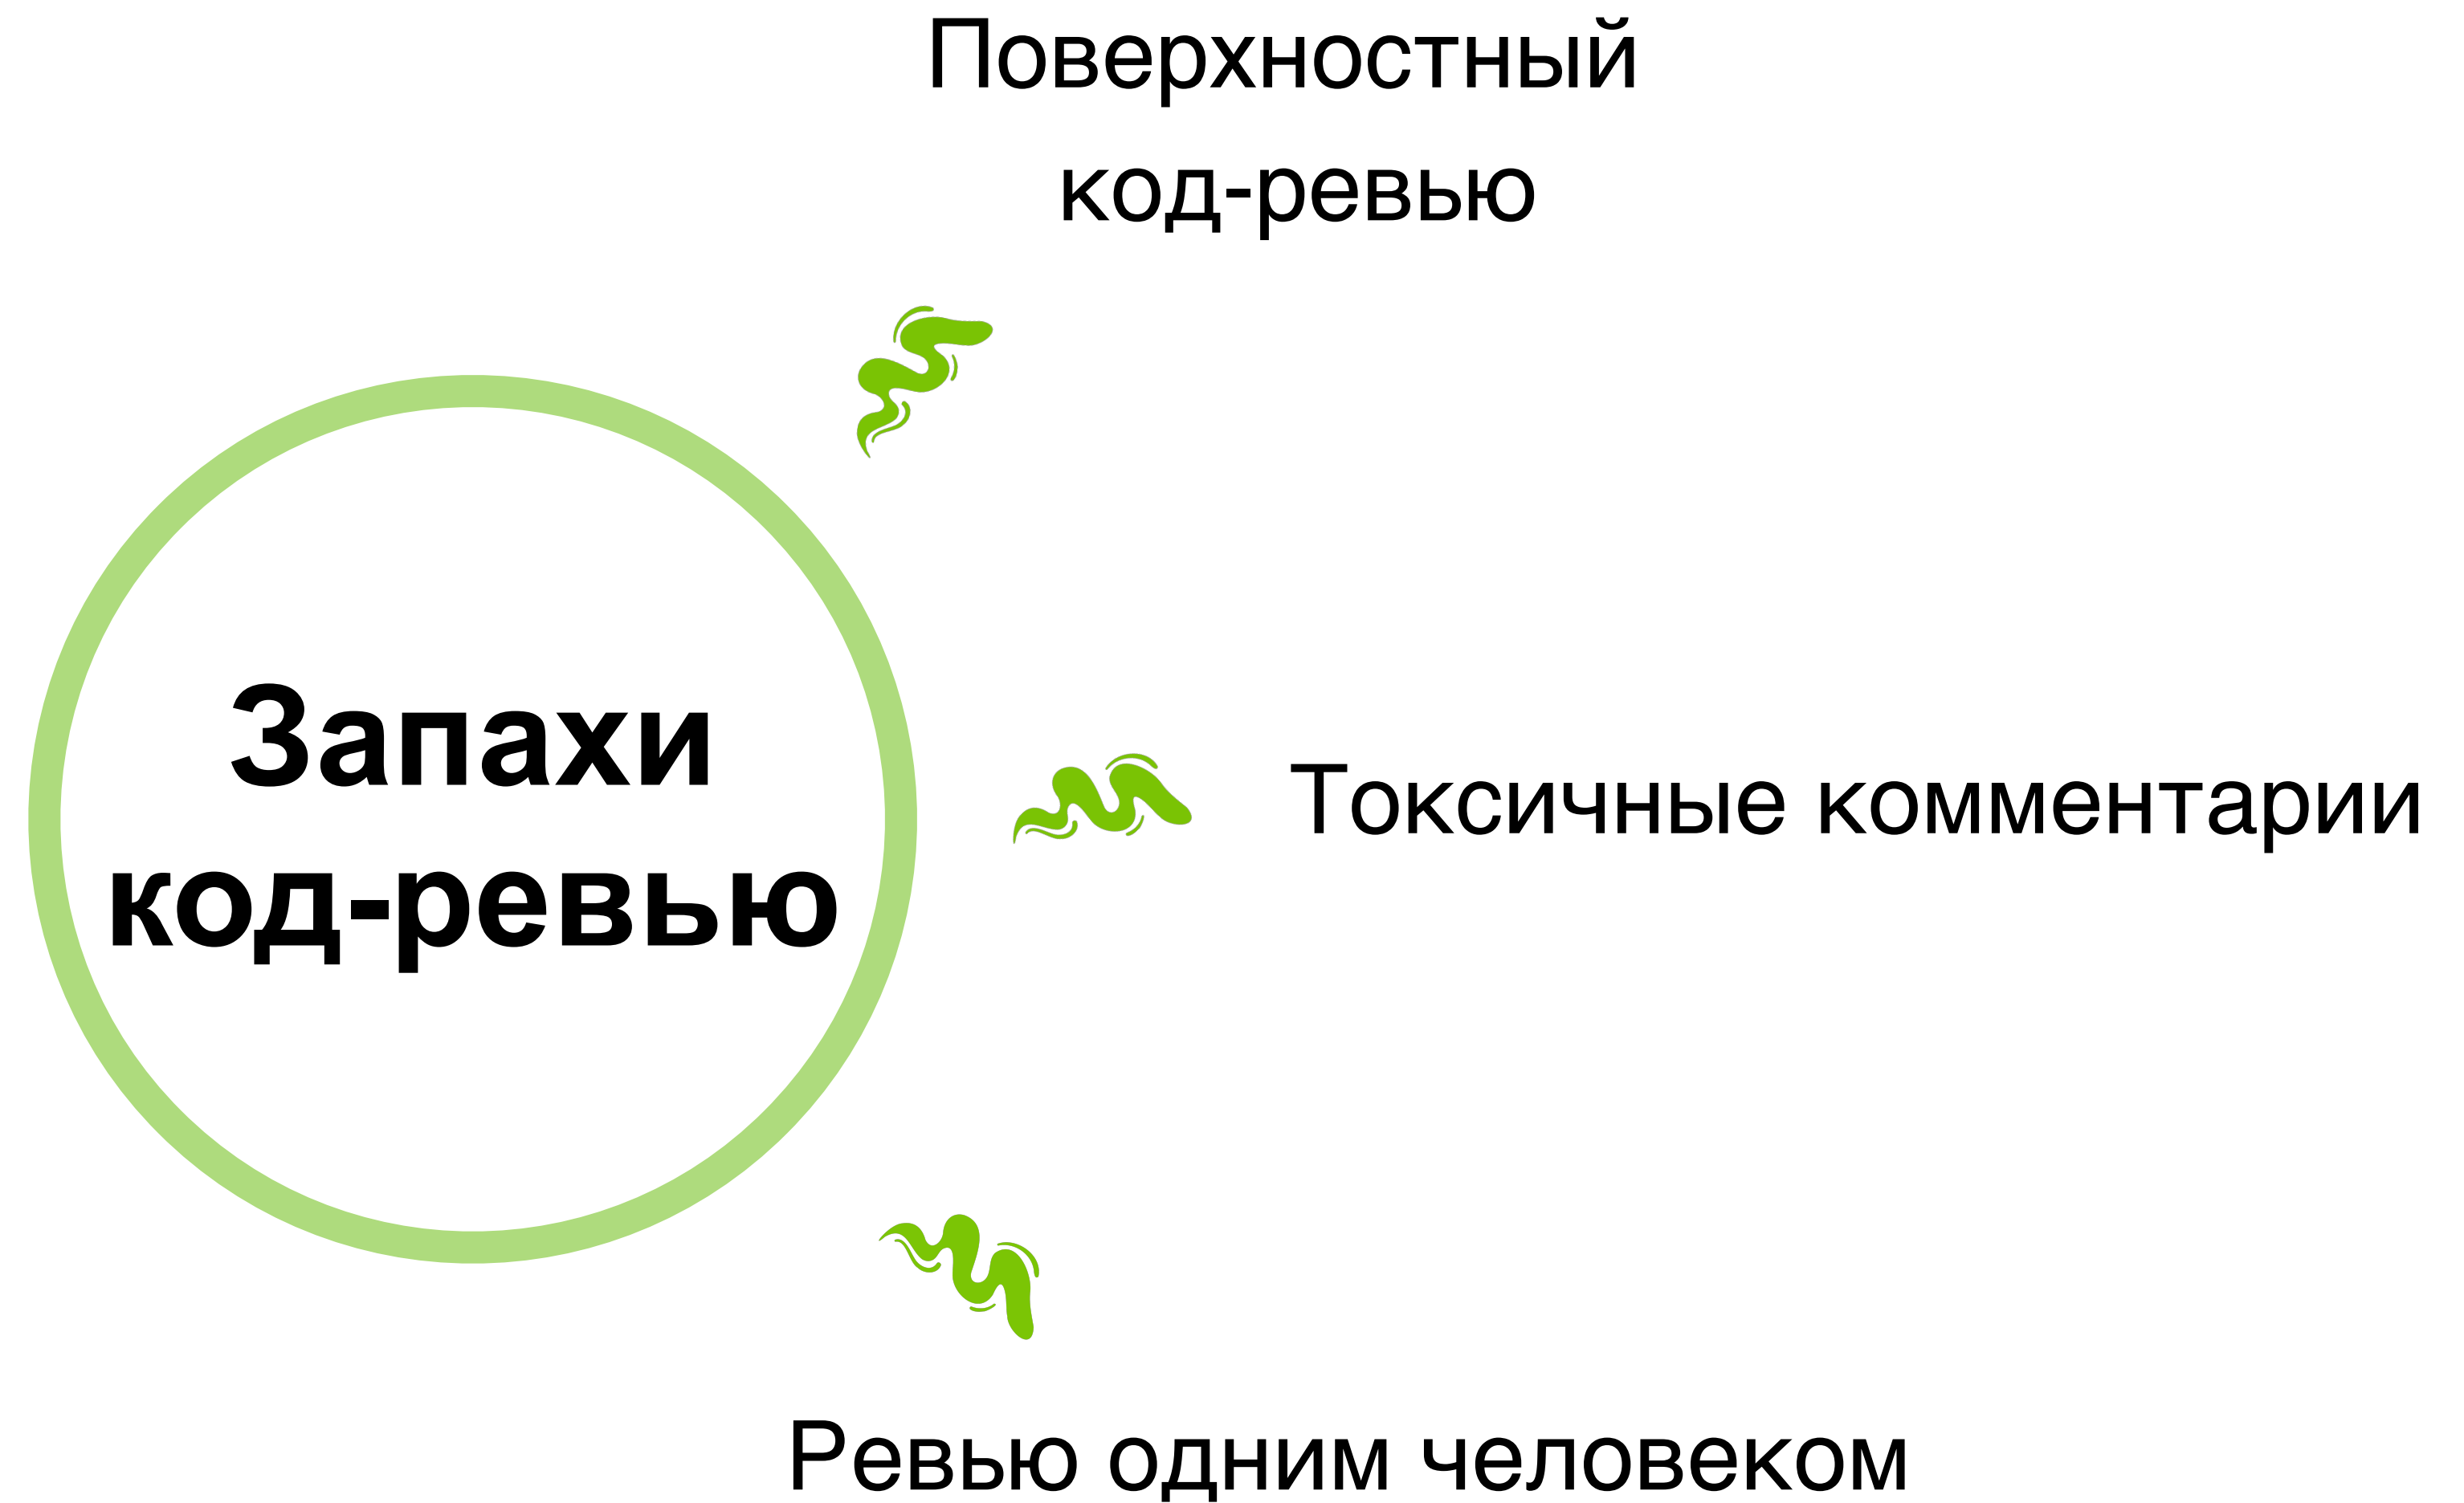 Поверхностный
код-ревью
Запахи
код-ревью
Токсичные комментарии
Ревью одним человеком